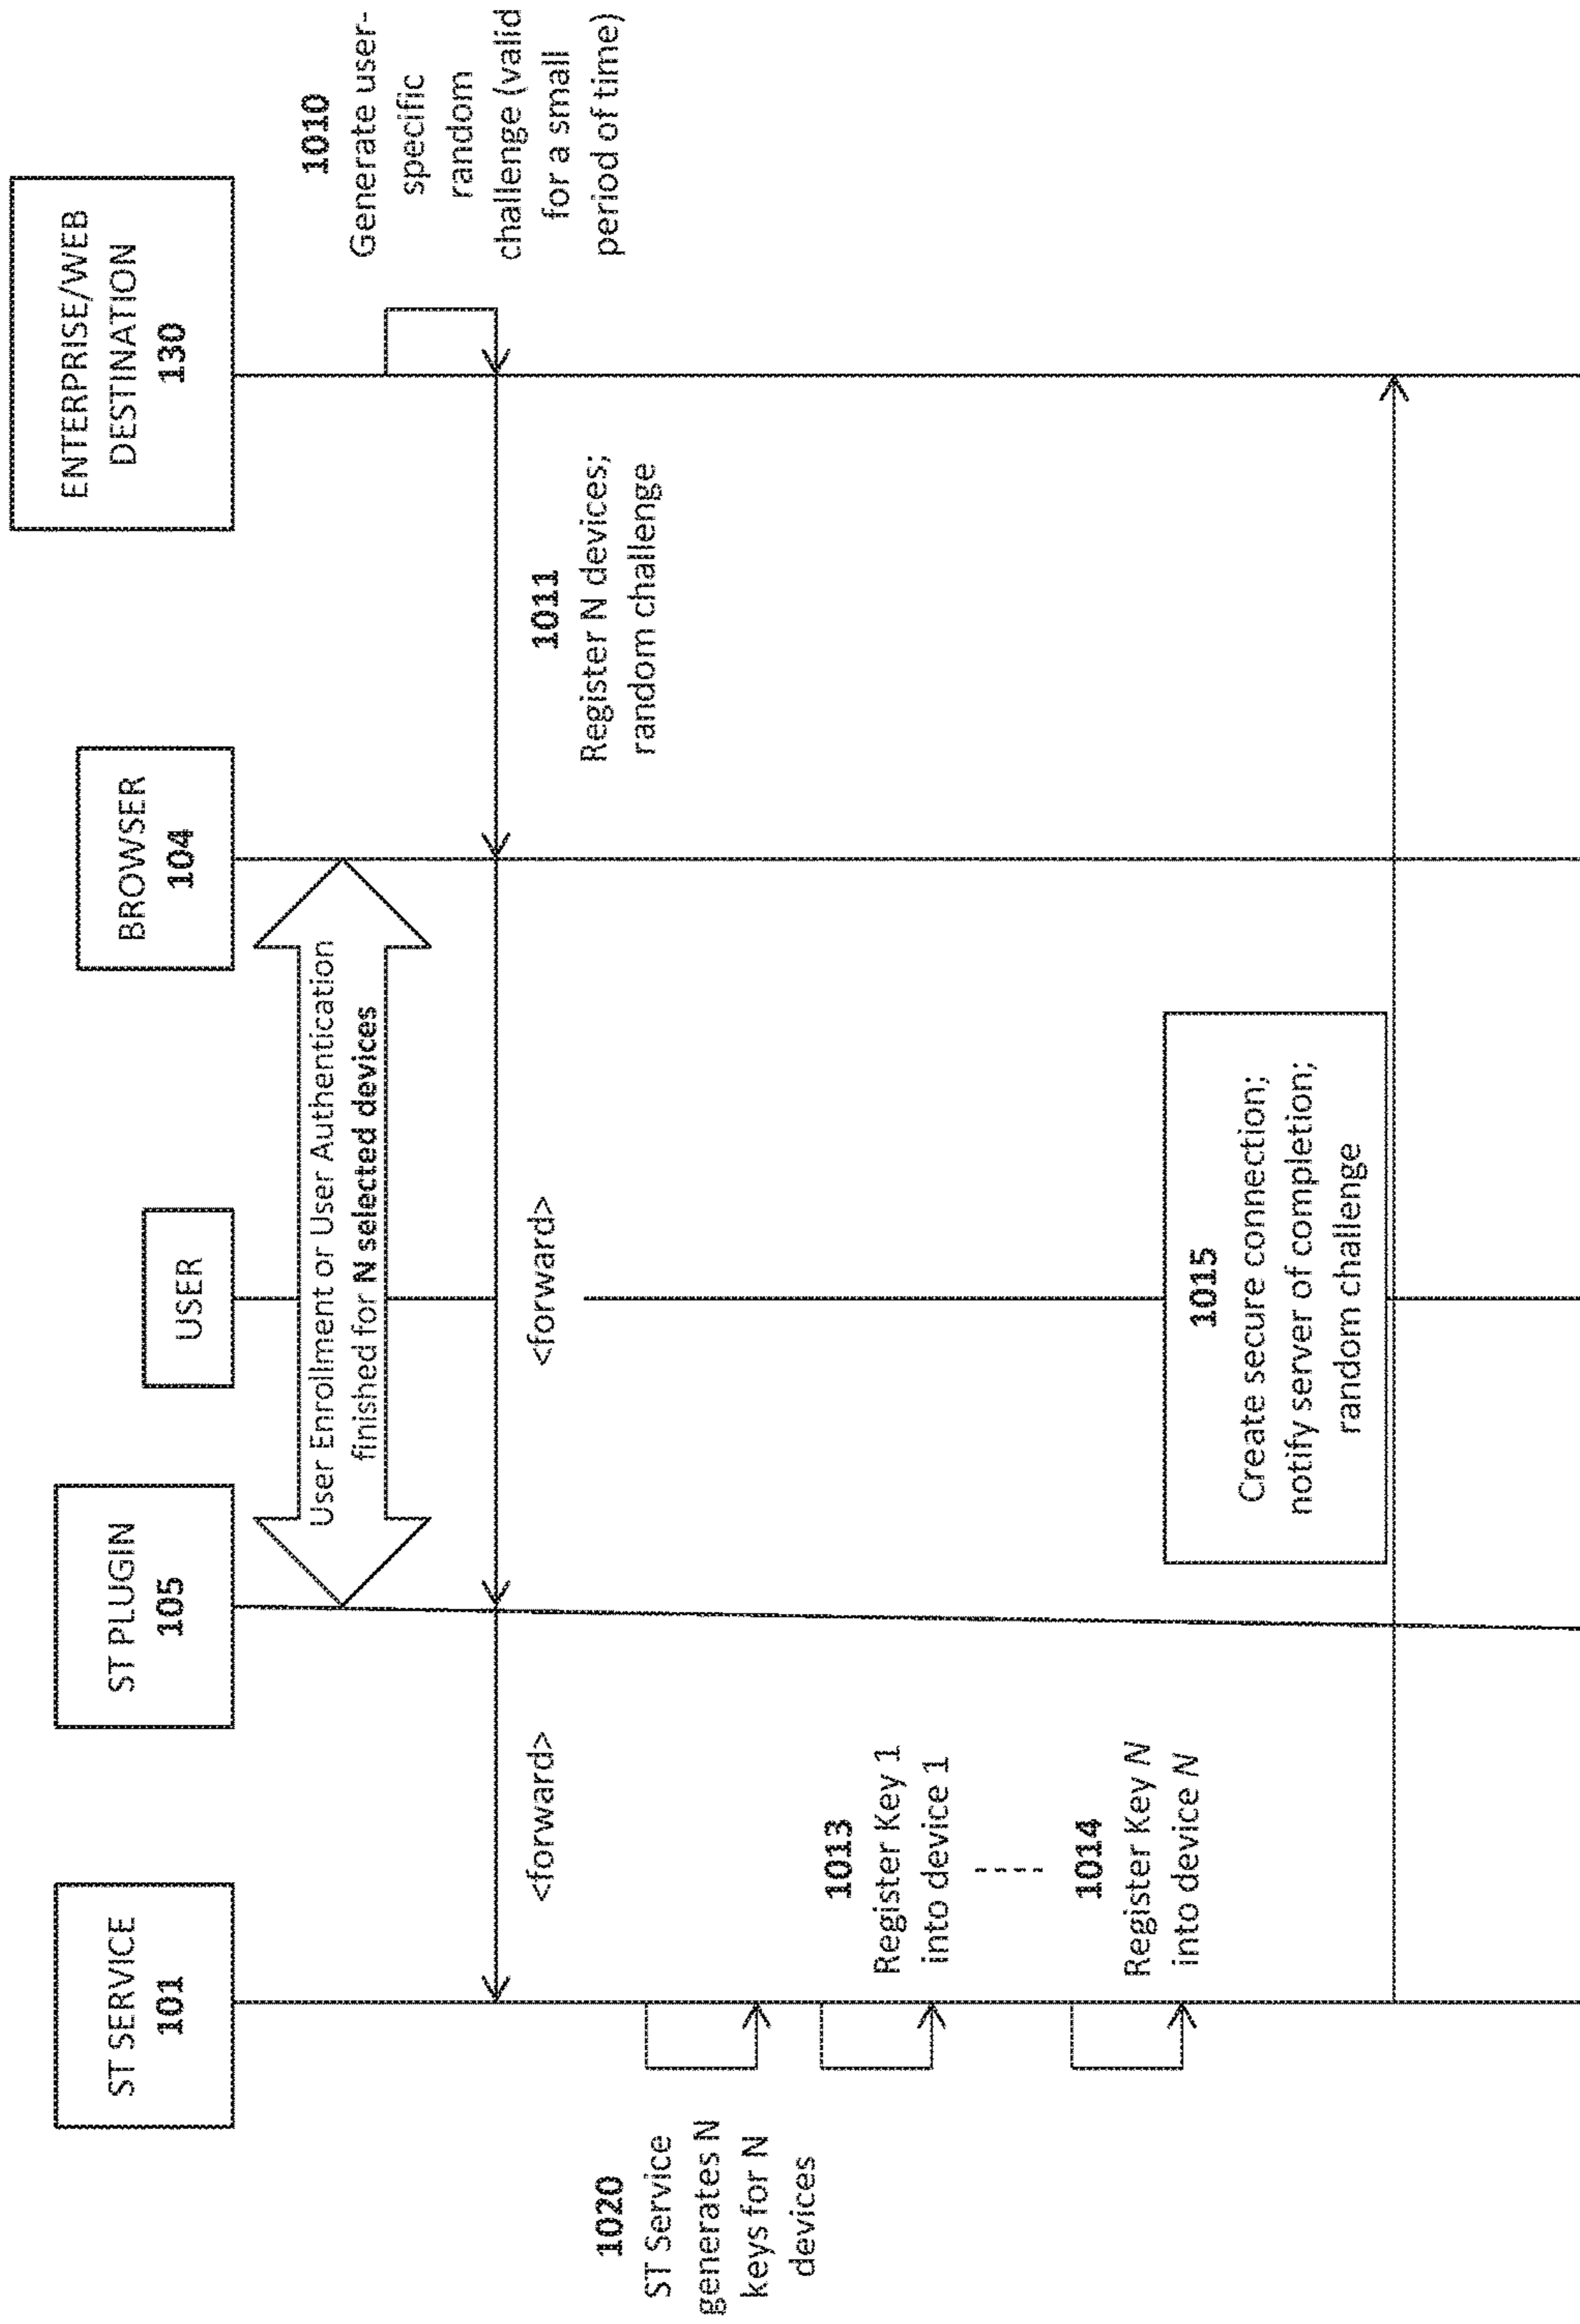 ST SERVICE
101
ST PLUGIN
105
USER
BROWSER
104
ENTERPRISE/WEB
DESTINATION
130
User Enrollment or User Authentication
finished for N selected devices
1010
Generate user-
specific
random
challenge (valid
for a small
period of time)
1011
Register N devices;
random challenge
<forward>
<forward>
1020
ST Service
generates N
keys for N
devices
1013
Register Key 1
into device 1
1014
Register Key N
into device N
1015
Create secure connection;
notify server of completion;
random challenge